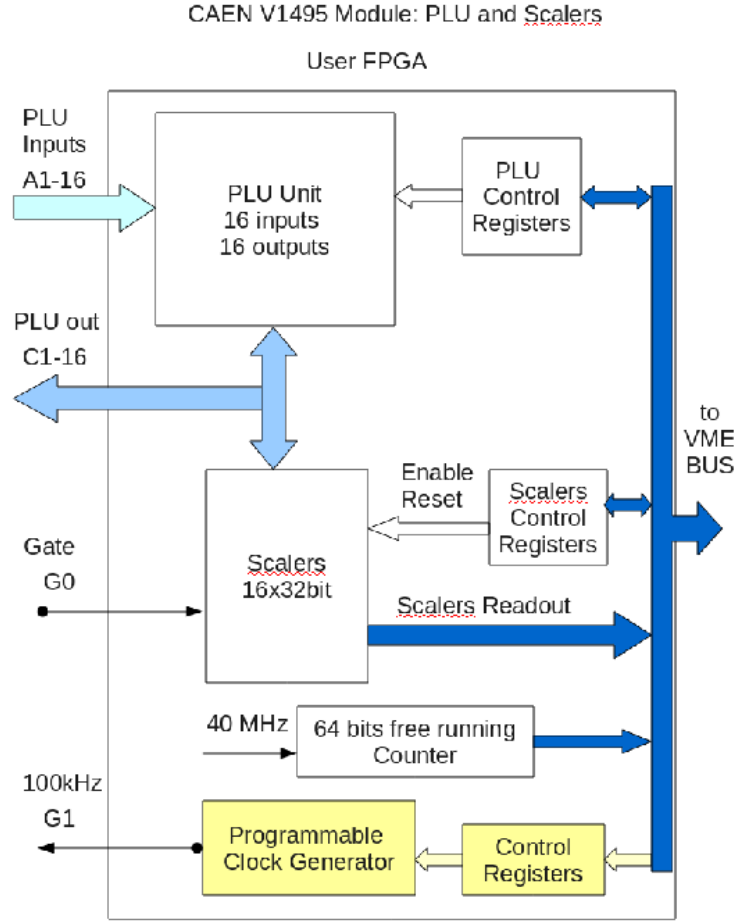 CAEN V1495 Module: PLU and Scalers
User FPGA
PLU
Inputs
A1-16
PLU Unit
16 inputs
16 outputs
PLU
Control
Registers
PLU out
C1-16
to
VME
BUS
Enable
Reset
Scalers
Control
Registers
Gate
G0
Scalers
16x32bit
Scalers Readout
40 MHz
64 bits free running
Counter
100kHz
G1
Programmable
Clock Generator
Control
Registers